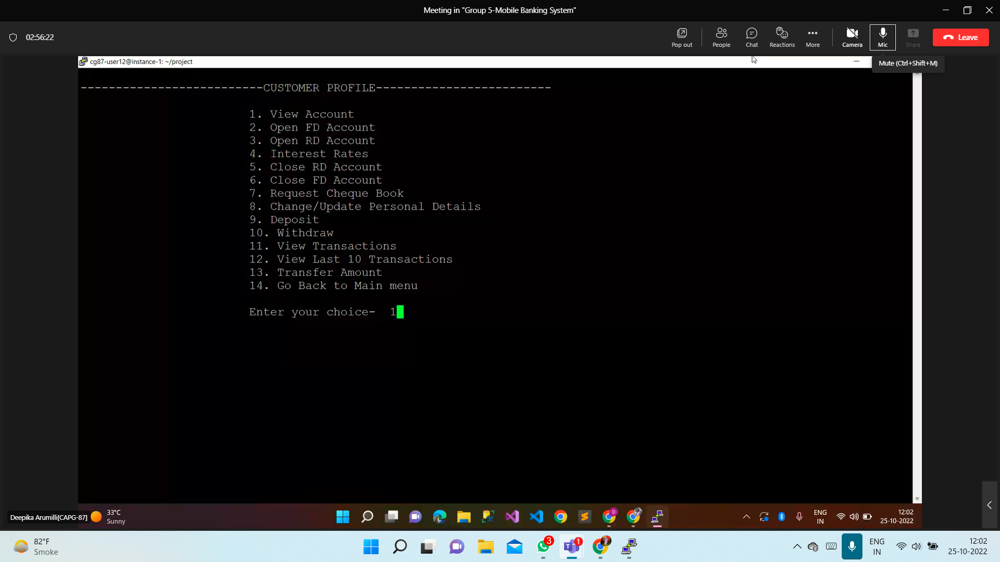 Meeting in "Group 5-Mobile Banking System"
02:56:22
Pop out
People
Chat
Reactions
More
Camera
Mic
Share
Leave
cg87-user12@instance-1: ~/project
Mute (Ctrl+Shift+M)
--------------------------CUSTOMER PROFILE-------------------------
1. View Account
2. Open FD Account
3. Open RD Account
4. Interest Rates
5. Close RD Account
6. Close FD Account
7. Request Cheque Book
8. Change/Update Personal Details
9. Deposit
10. Withdraw
11. View Transactions
12. View Last 10 Transactions
13. Transfer Amount
14. Go Back to Main menu
Enter your choice-  1
Deepika Arumilli[CAPG-87]
33°C
Sunny
D
ENG
IN
12:02
25-10-2022
82°F
Smoke
3
1
ENG
IN
12:02
25-10-2022